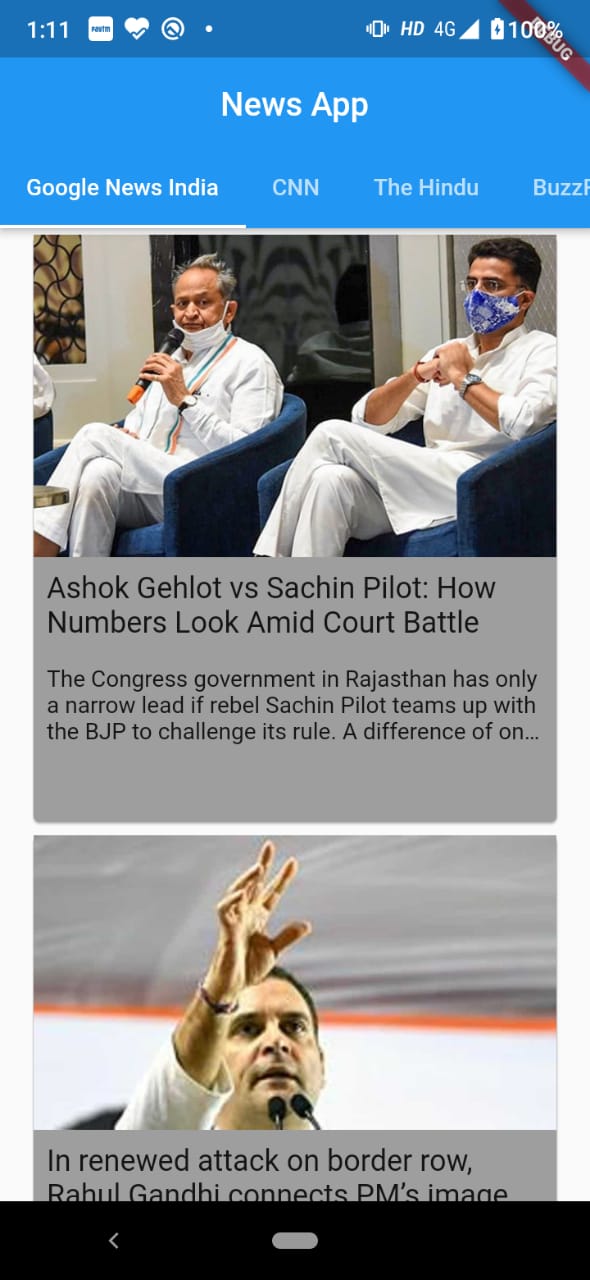 1:11 Paytm HD 4G 100%
DEBUG
News App
Google News India CNN The Hindu BuzzF
Ashok Gehlot vs Sachin Pilot: How
Numbers Look Amid Court Battle
The Congress government in Rajasthan has only
a narrow lead if rebel Sachin Pilot teams up with
the BJP to challenge its rule. A difference of on...
In renewed attack on border row,
Rahul Gandhi connects PM’s image